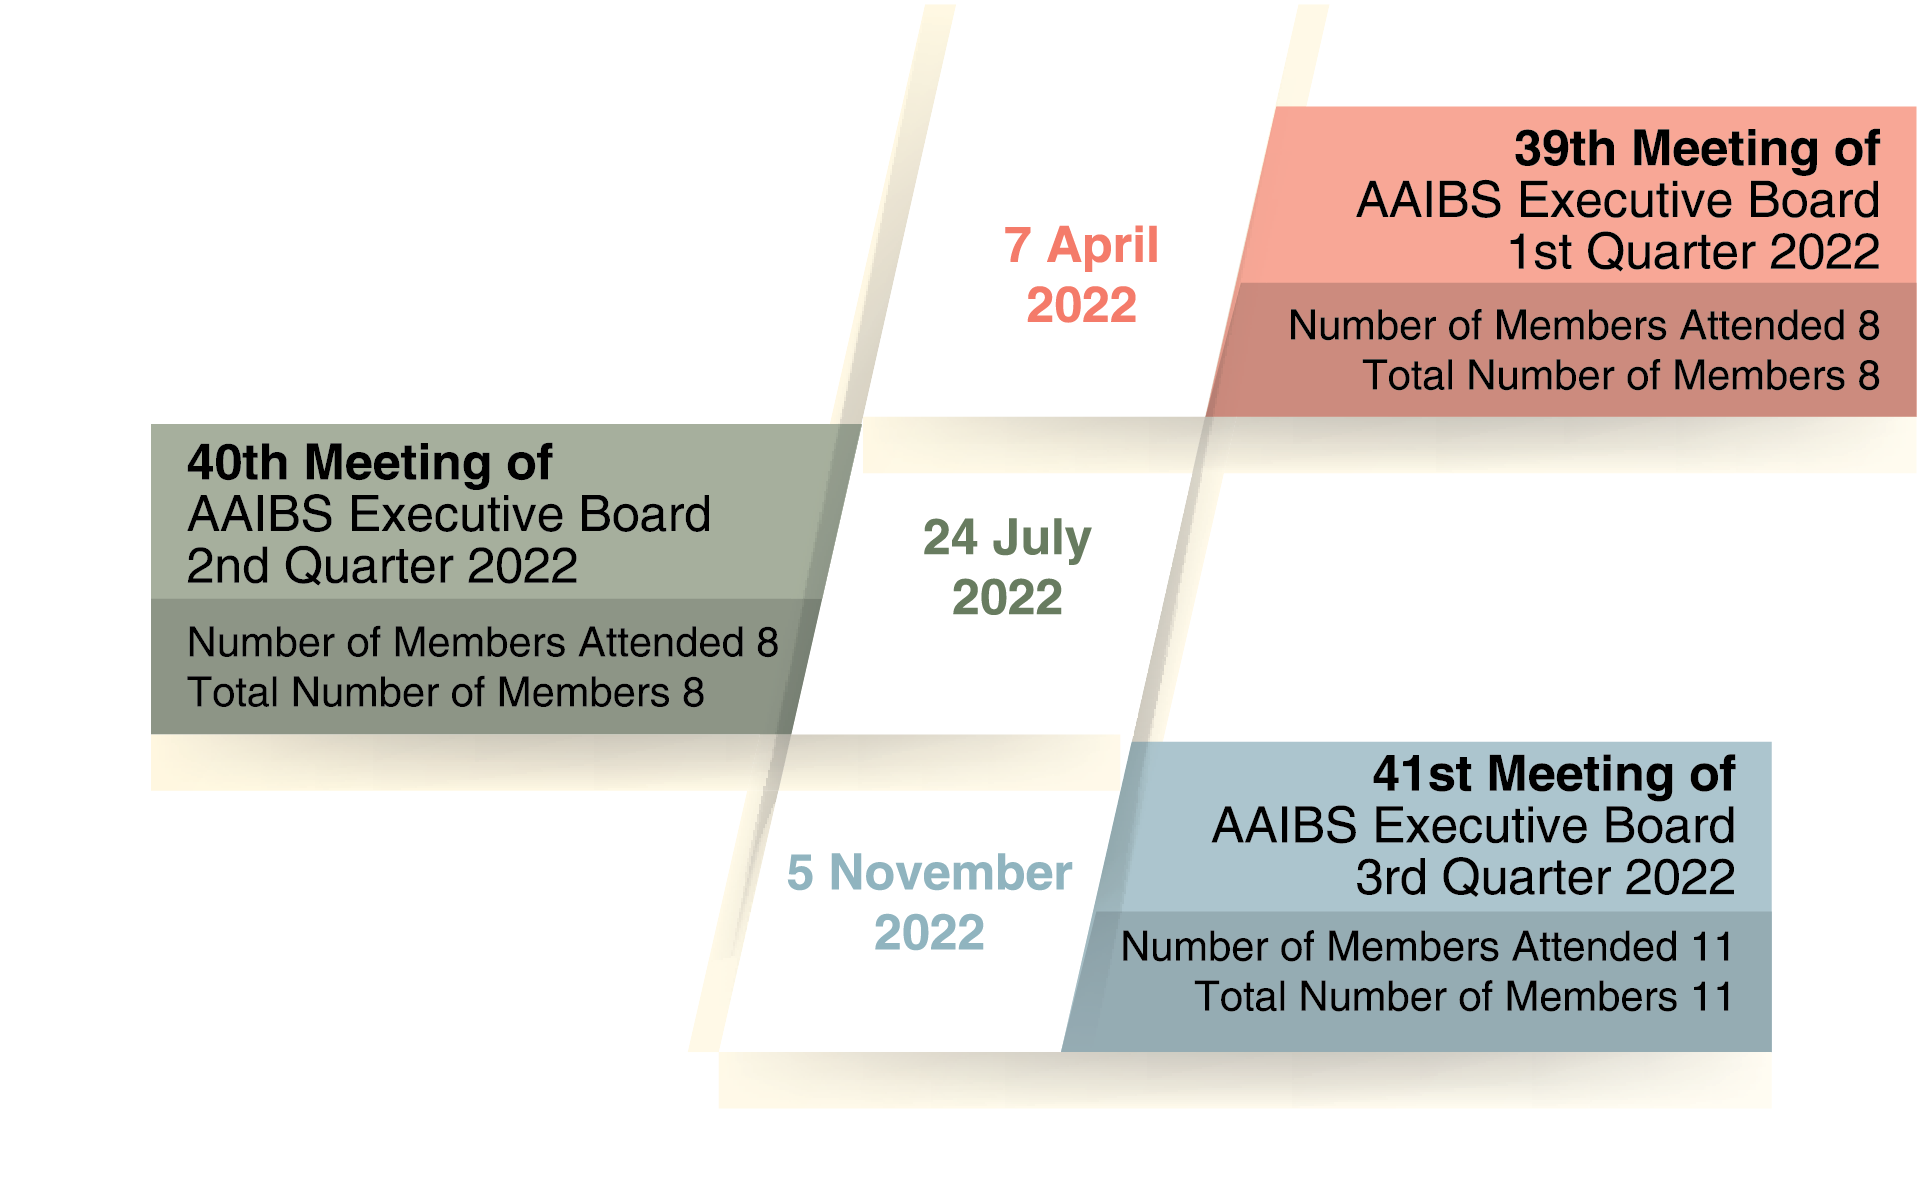 7 April
2022
39th Meeting of
AAIBS Executive Board
1st Quarter 2022
Number of Members Attended 8
Total Number of Members 8
40th Meeting of
AAIBS Executive Board
2nd Quarter 2022
Number of Members Attended 8
Total Number of Members 8
24 July
2022
5 November
2022
41st Meeting of
AAIBS Executive Board
3rd Quarter 2022
Number of Members Attended 11
Total Number of Members 11